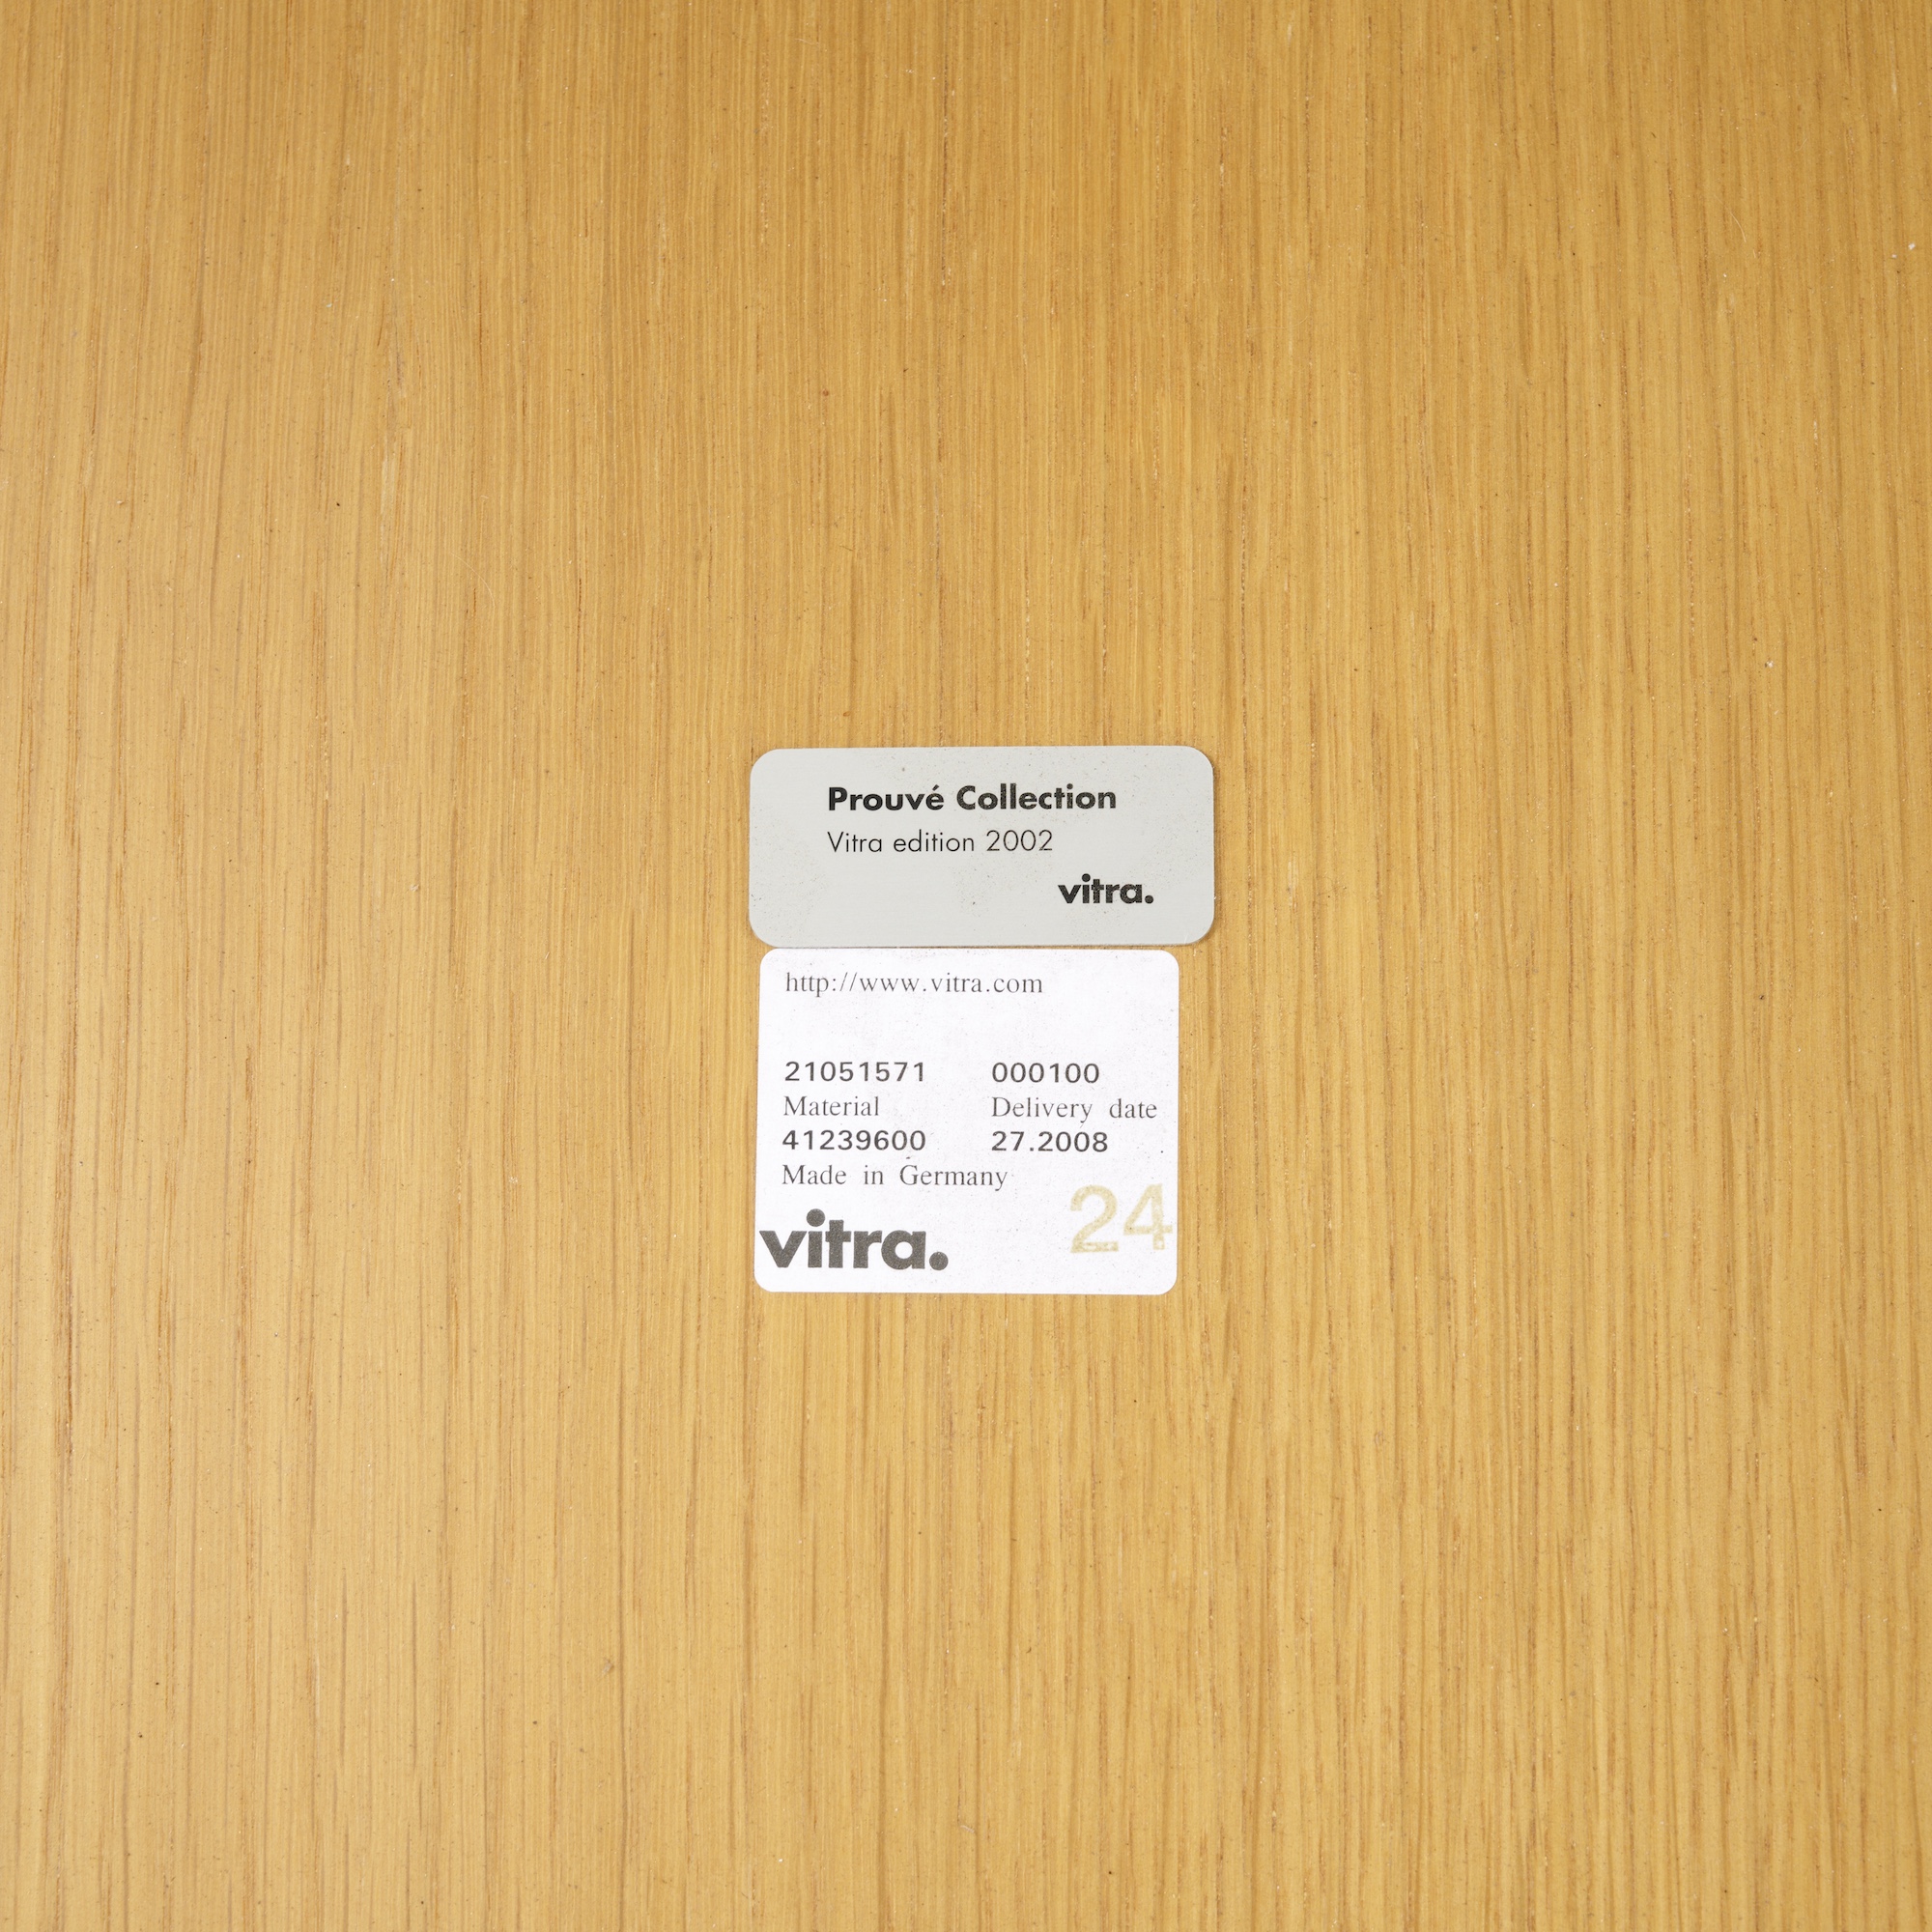 Prouvé Collection
Vitra edition 2002
vitra.
http://www.vitra.com
21051571 000100
Material Delivery date
41239600 27.2008
Made in Germany
24
vitra.